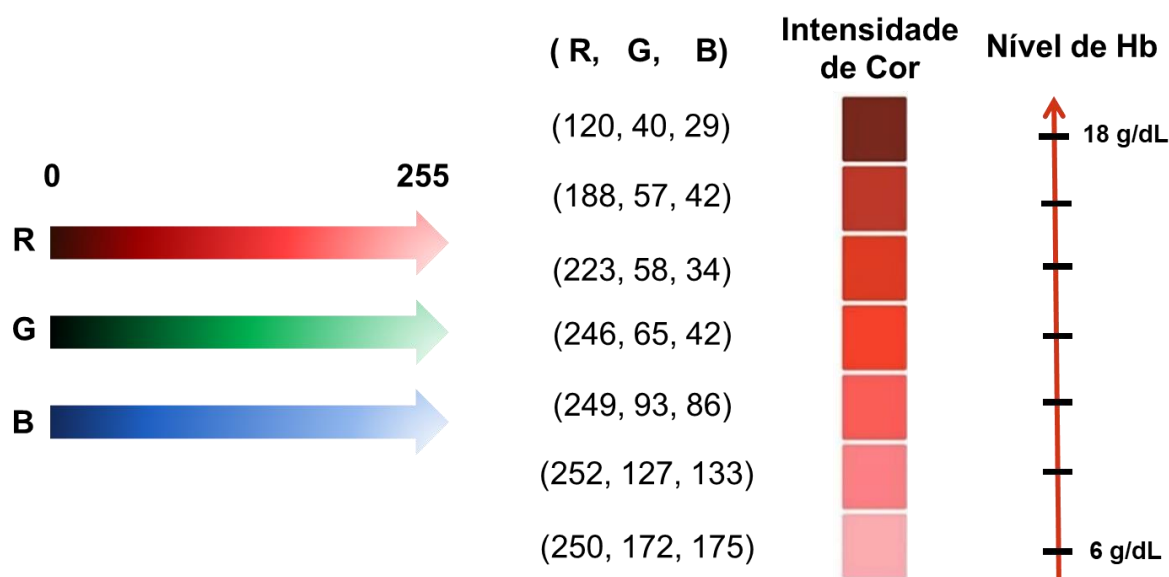 0 255
R
G
B
( R, G, B)
(120, 40, 29)
(188, 57, 42)
(223, 58, 34)
(246, 65, 42)
(249, 93, 86)
(252, 127, 133)
(250, 172, 175)
Intensidade
de Cor
Nível de Hb
18 g/dL
6 g/dL